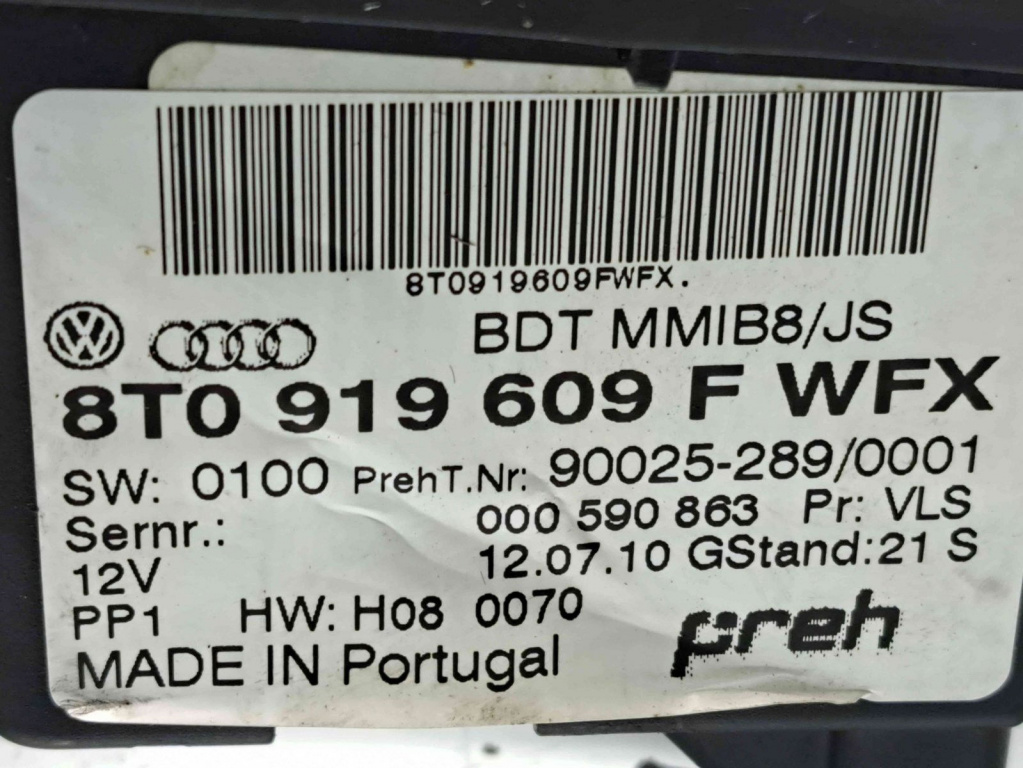 8T0919609FWFX.
BDT MMIB8/JS
8T0 919 609 F WFX
SW: 0100 PrehT.Nr: 90025-289/0001
Sernr.: 000 590 863 Pr: VLS
12V 12.07.10 GStand:21 S
PP1 HW: H08 0070
preh
MADE IN Portugal